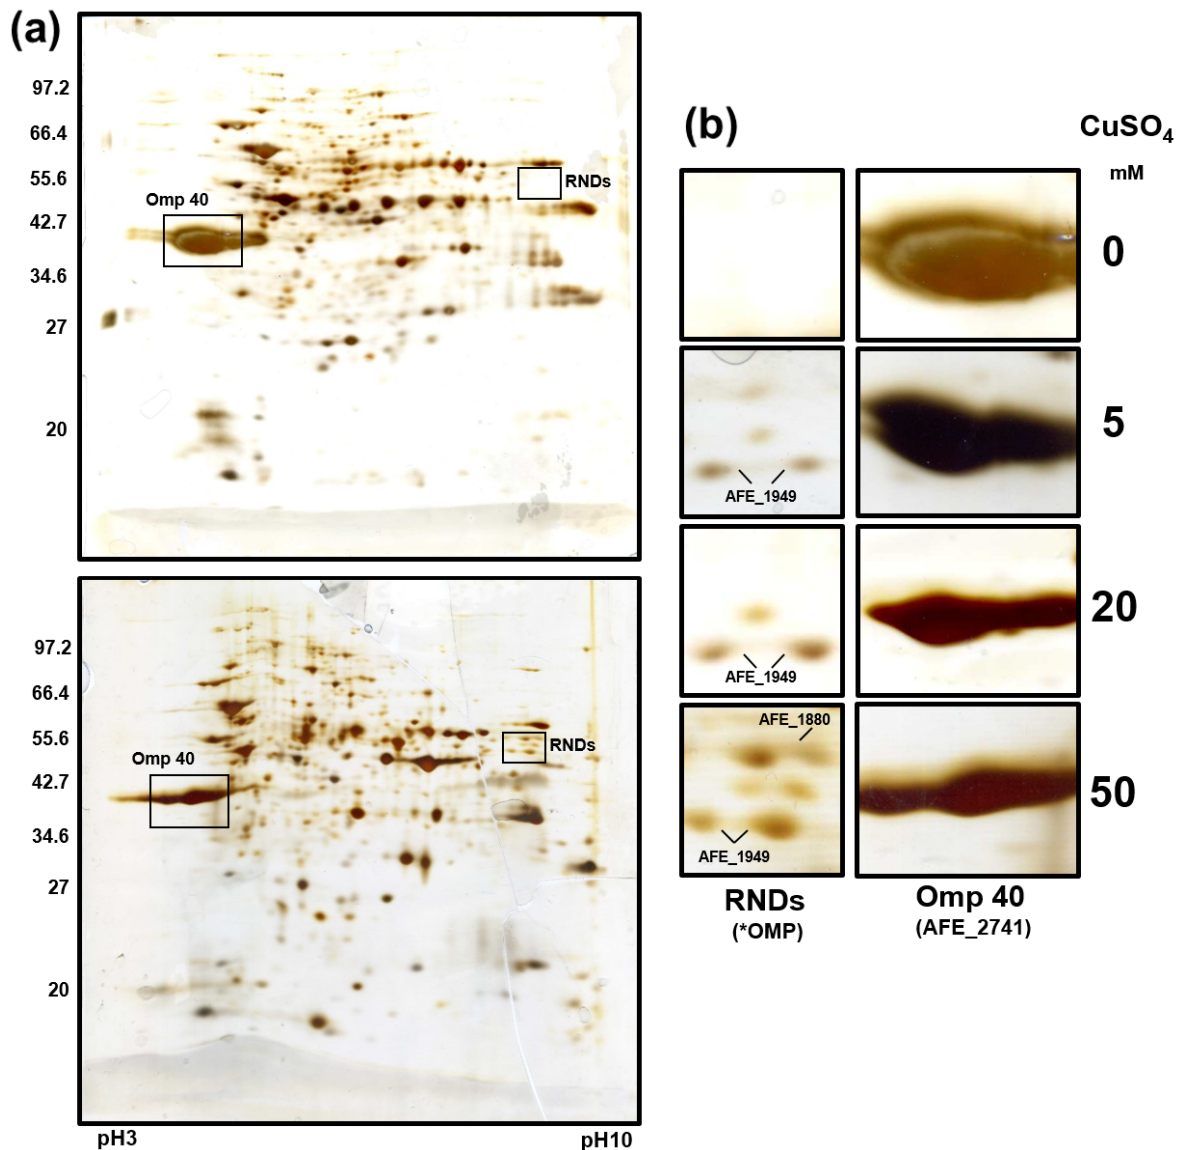 (a)
97.2
66.4
55.6
42.7
34.6
27
20
Omp 40
RNDs
97.2
66.4
55.6
42.7
34.6
27
20
Omp 40
RNDs
pH3
pH10
(b)
CuSO4
mM
0
AFE_1949
5
AFE_1949
20
AFE_1880
AFE_1949
50
RNDs
(*OMP)
Omp 40
(AFE_2741)